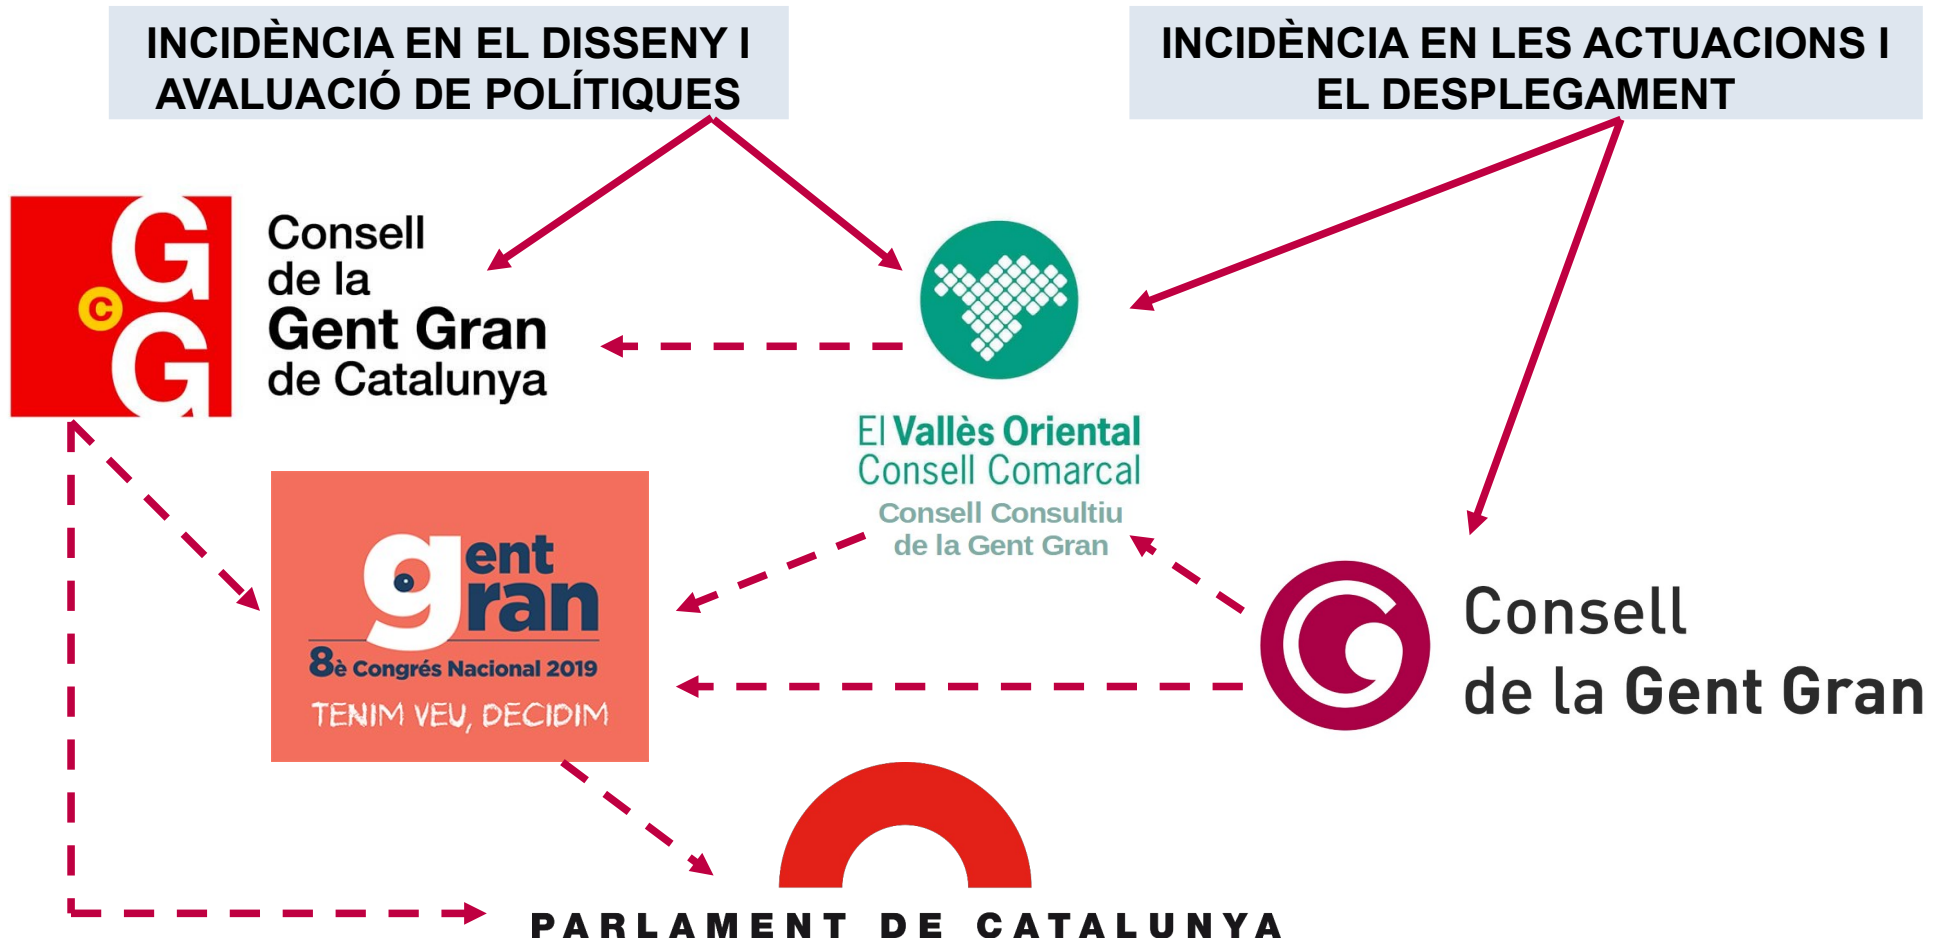 INCIDÈNCIA EN EL DISSENY I
AVALUACIÓ DE POLÍTIQUES
INCIDÈNCIA EN LES ACTUACIONS I
EL DESPLEGAMENT
G
c
G
Consell
de la
Gent Gran
de Catalunya
El Vallès Oriental
Consell Comarcal
Consell Consultiu
de la Gent Gran
gent
gran
8è Congrés Nacional 2019
TENIM VEU, DECIDIM
Consell
de la Gent Gran
PARLAMENT DE CATALUNYA